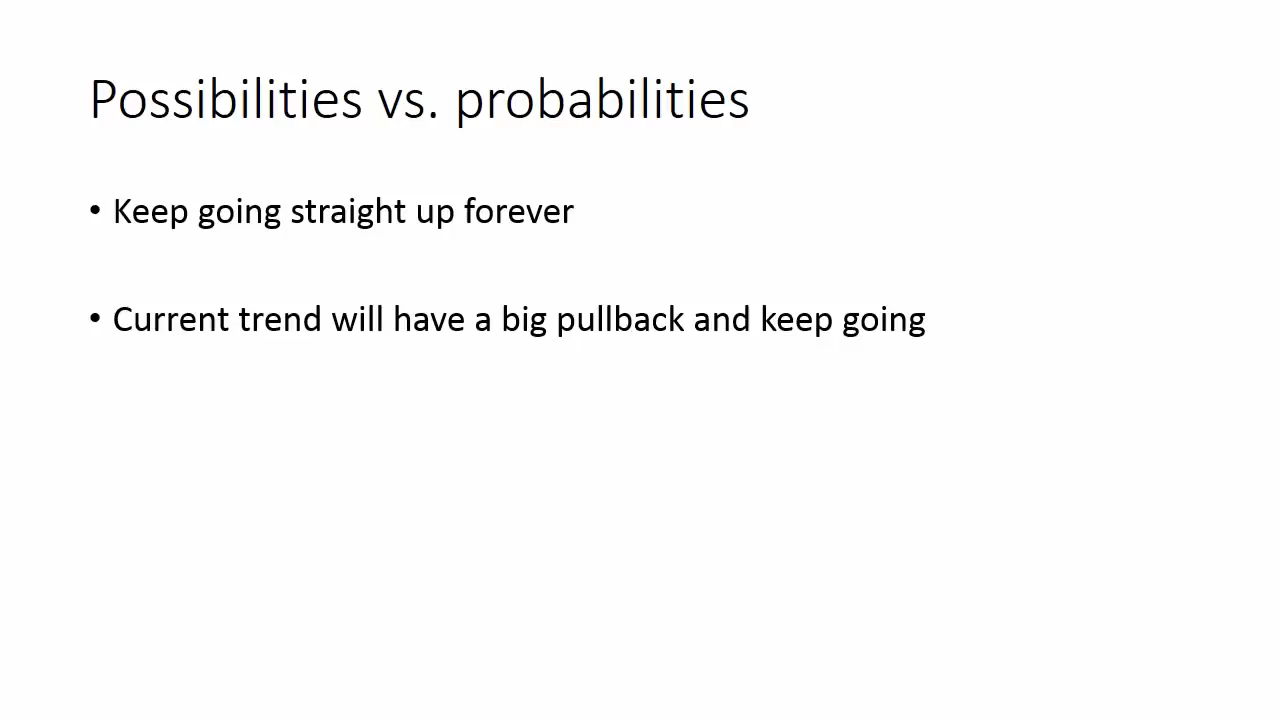 Possibilities vs. probabilities
• Keep going straight up forever
• Current trend will have a big pullback and keep going